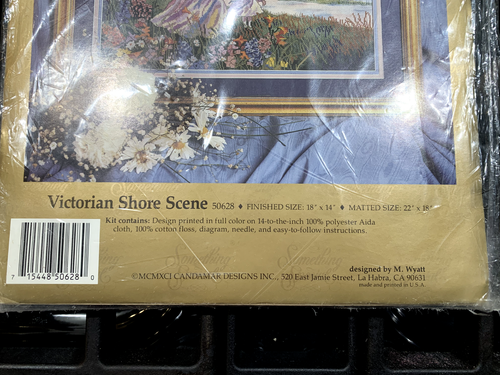 Victorian Shore Scene 50628 ♦ FINISHED SIZE: 18" x 14" ♦ MATTED SIZE: 22" x 18"
Kit contains: Design printed in full color on 14-to-the-inch 100% polyester Aida
cloth, 100% cotton floss, diagram, needle, and easy-to-follow instructions.
designed by M. Wyatt
©MCMXCI CANDAMAR DESIGNS INC., 520 East Jamie Street, La Habra, CA 90631
made and printed in U.S.A.
7 15448 50628 0